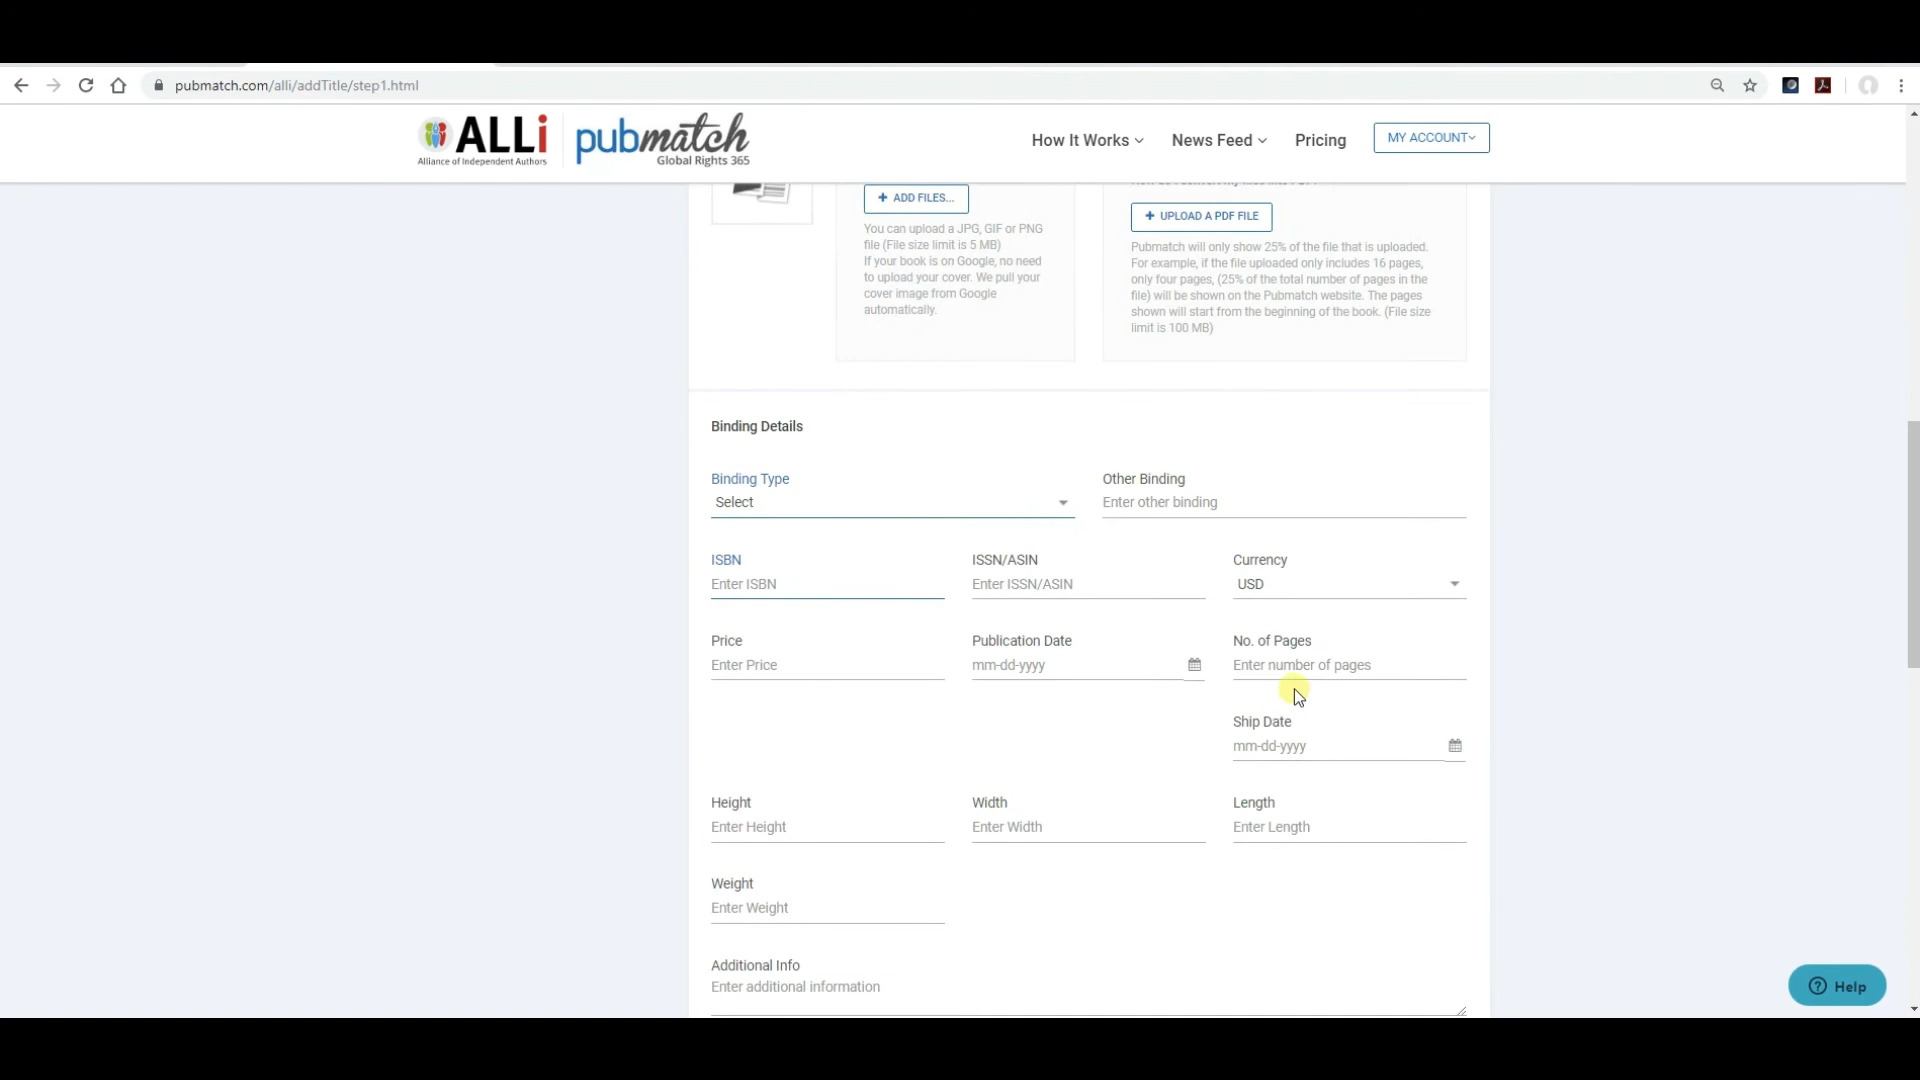 pubmatch.com/alli/addTitle/step1.html
ALLi
Alliance of Independent Authors
pubmatch
Global Rights 365
How It Works
News Feed
Pricing
MY ACCOUNT
+ ADD FILES...
You can upload a JPG, GIF or PNG
file (File size limit is 5 MB)
If your book is on Google, no need
to upload your cover. We pull your
cover image from Google
automatically.
+ UPLOAD A PDF FILE
Pubmatch will only show 25% of the file that is uploaded.
For example, if the file uploaded only includes 16 pages,
only four pages, (25% of the total number of pages in the
file) will be shown on the Pubmatch website. The pages
shown will start from the beginning of the book. (File size
limit is 100 MB)
Binding Details
Binding Type
Select
Other Binding
Enter other binding
ISBN
Enter ISBN
ISSN/ASIN
Enter ISSN/ASIN
Currency
USD
Price
Enter Price
Publication Date
mm-dd-yyyy
No. of Pages
Enter number of pages
Ship Date
mm-dd-yyyy
Height
Enter Height
Width
Enter Width
Length
Enter Length
Weight
Enter Weight
Additional Info
Enter additional information
? Help